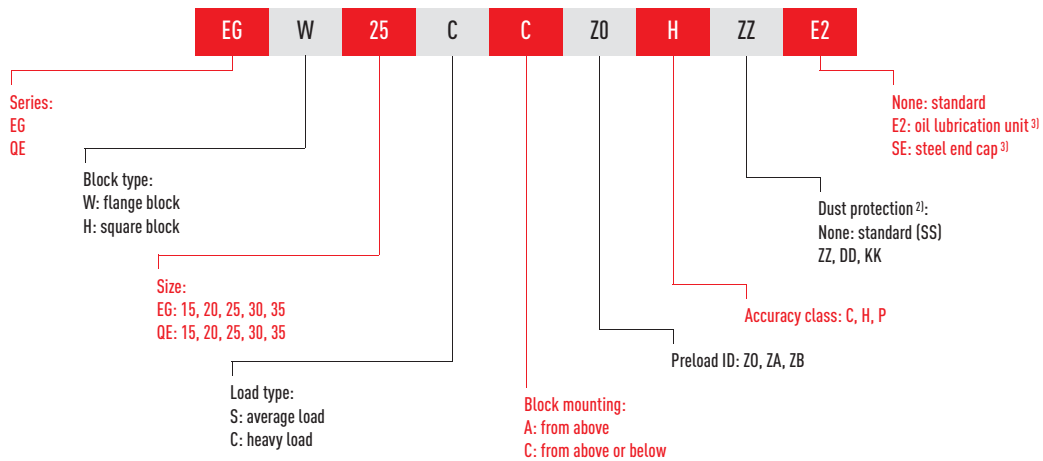 EG W 25 C C Z0 H ZZ E2
Series:
EG
QE
Block type:
W: flange block
H: square block
Size:
EG: 15, 20, 25, 30, 35
QE: 15, 20, 25, 30, 35
Load type:
S: average load
C: heavy load
Block mounting:
A: from above
C: from above or below
Preload ID: Z0, ZA, ZB
Accuracy class: C, H, P
Dust protection 2):
None: standard (SS)
ZZ, DD, KK
None: standard
E2: oil lubrication unit 3)
SE: steel end cap 3)